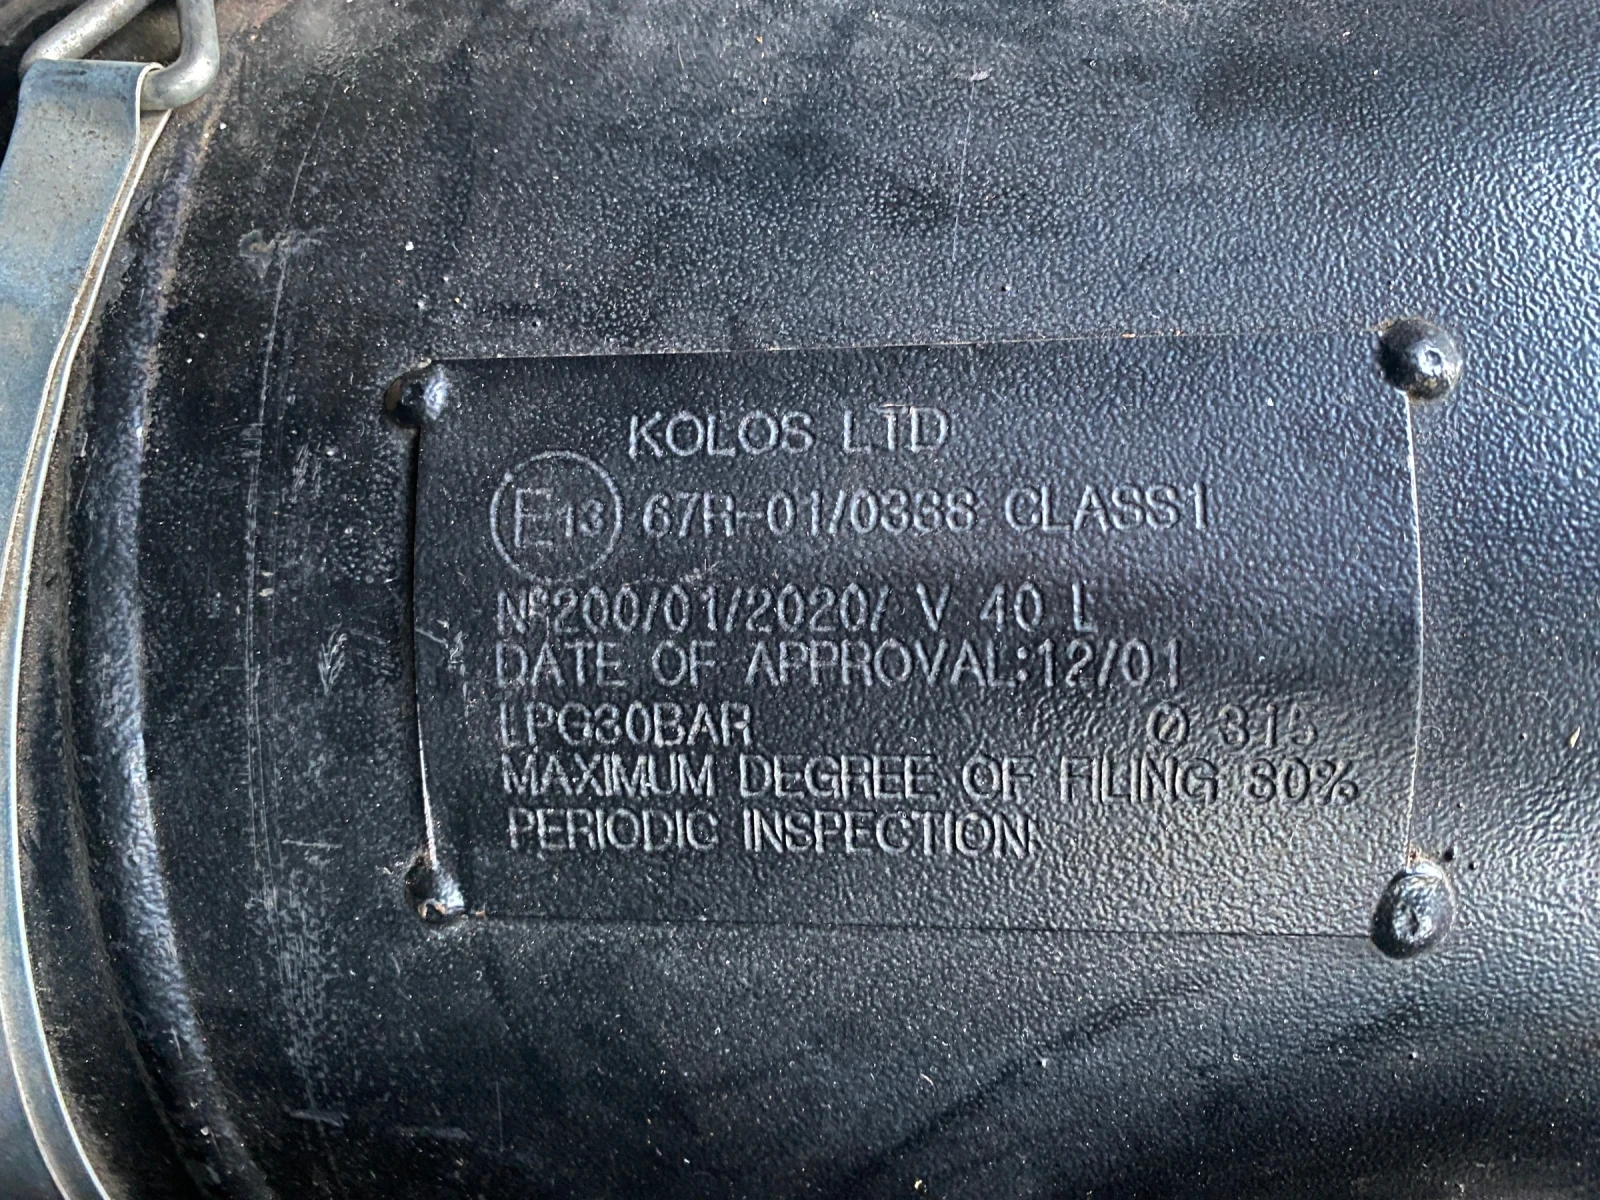 KOLOS LTD
E13 67R-01/0368 CLASS1
Nº200/01/2020/ V 40 L
DATE OF APPROVAL:12/01
LPG30BAR Ø 315
MAXIMUM DEGREE OF FILING 80%
PERIODIC INSPECTION: